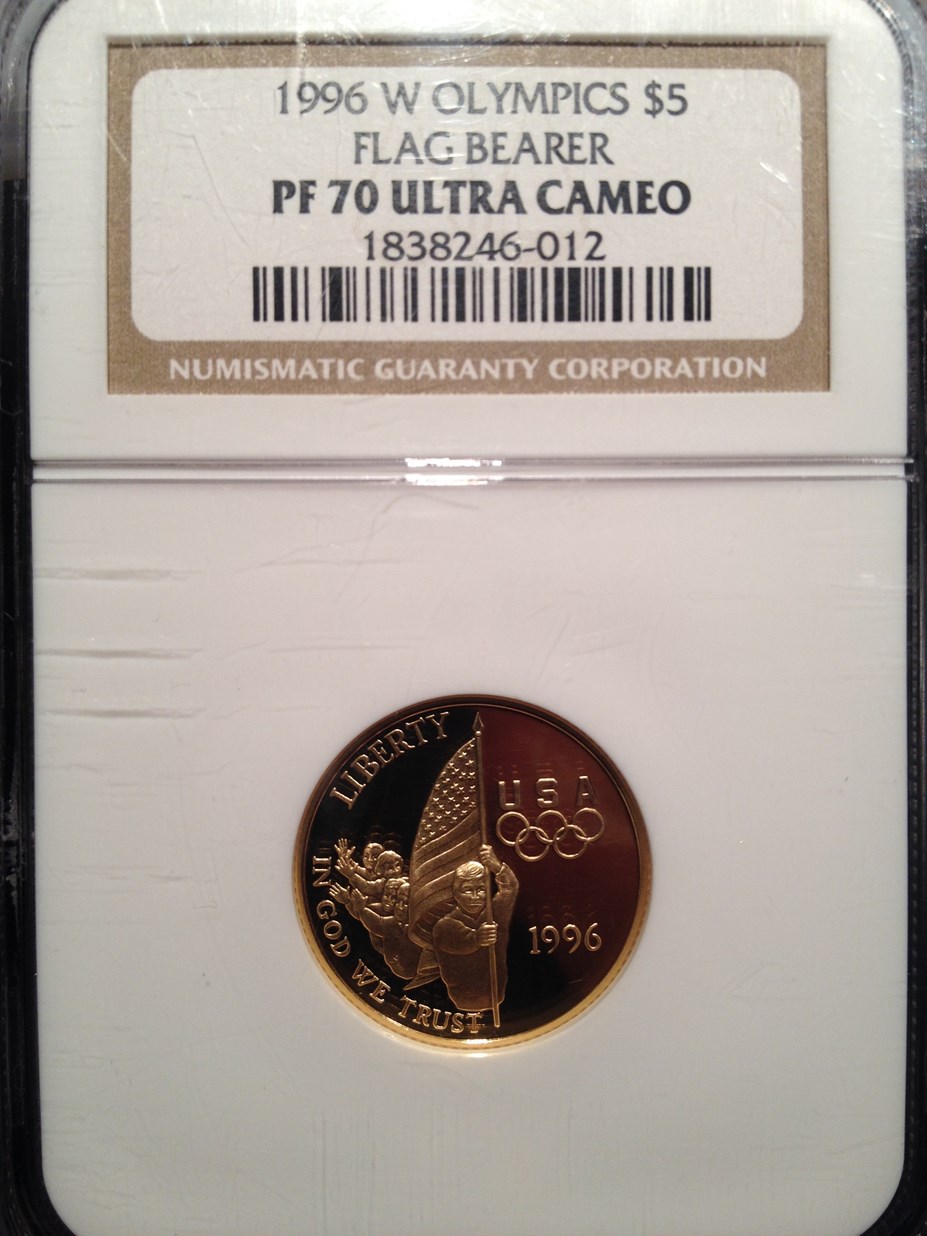 1996 W OLYMPICS $5
FLAG BEARER
PF 70 ULTRA CAMEO
1838246-012
NUMISMATIC GUARANTY CORPORATION
LIBERTY
USA
IN GOD WE TRUST
1996